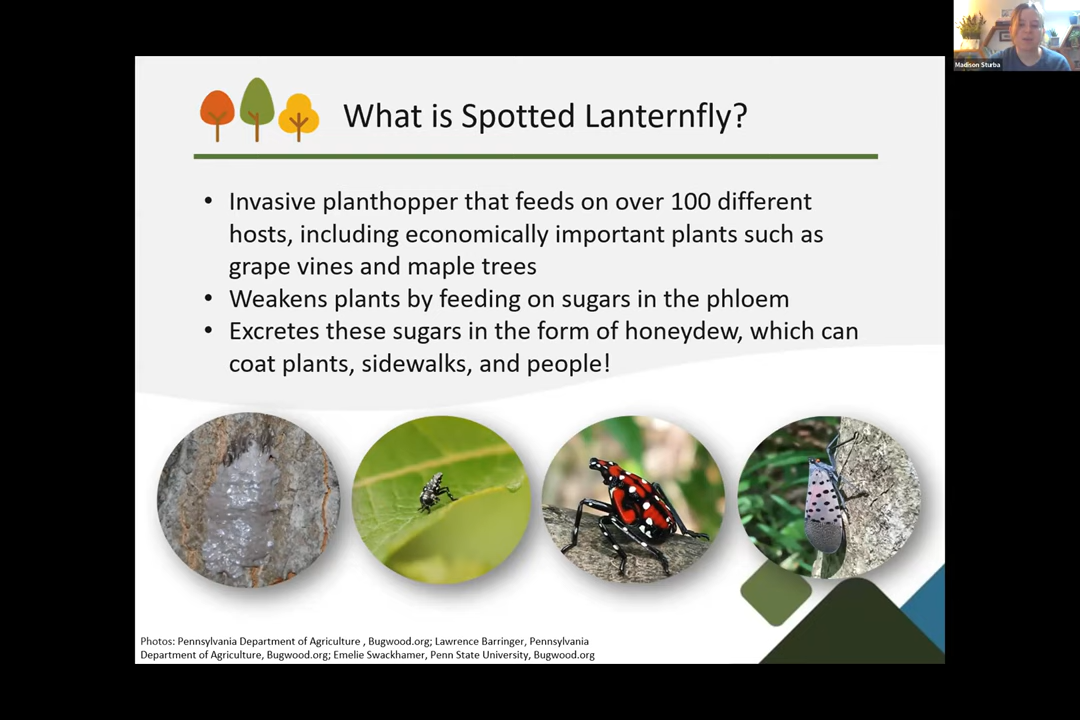 Madison Sturba
What is Spotted Lanternfly?
• Invasive planthopper that feeds on over 100 different
hosts, including economically important plants such as
grape vines and maple trees
• Weakens plants by feeding on sugars in the phloem
• Excretes these sugars in the form of honeydew, which can
coat plants, sidewalks, and people!
Photos: Pennsylvania Department of Agriculture , Bugwood.org; Lawrence Barringer, Pennsylvania
Department of Agriculture, Bugwood.org; Emelie Swackhamer, Penn State University, Bugwood.org